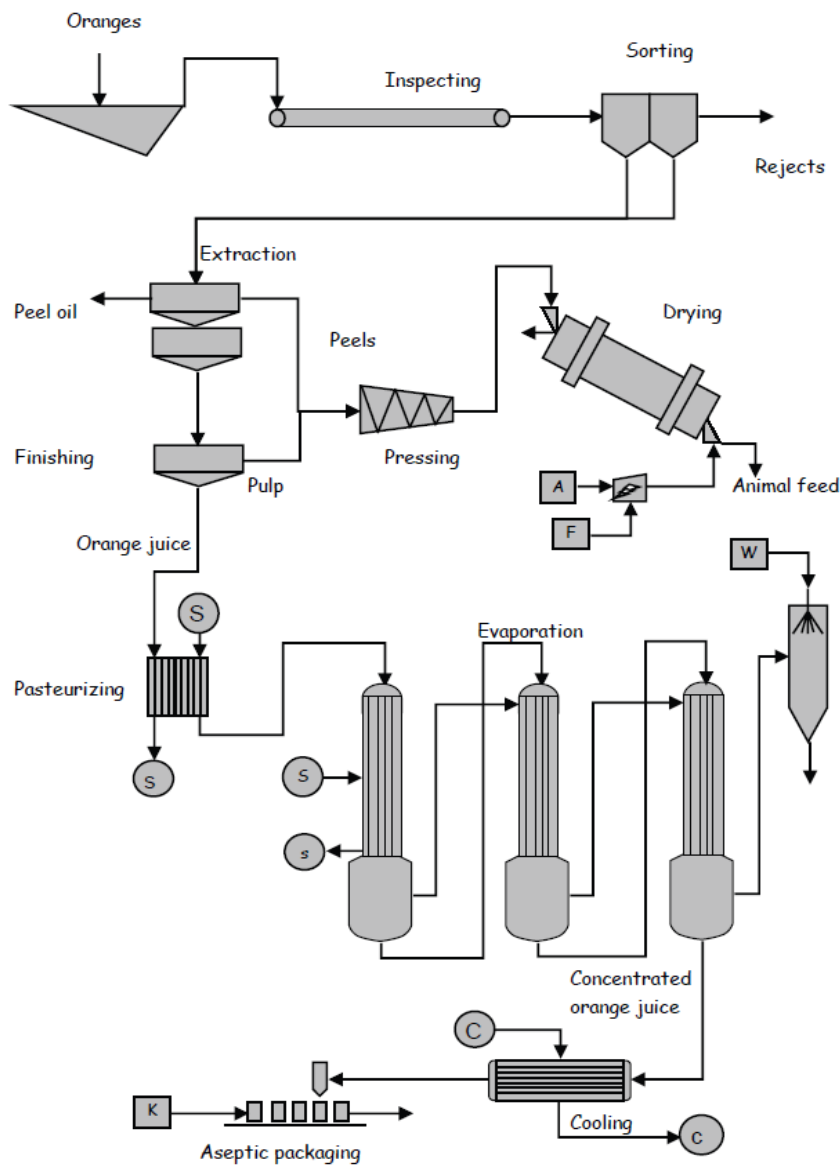 Oranges
Sorting
Inspecting
Rejects
Extraction
Peel oil
Drying
Peels
Finishing
Pressing
Pulp
A
Animal feed
F
Orange juice
W
S
Evaporation
Pasteurizing
S
S
s
Concentrated
orange juice
C
K
Cooling
c
Aseptic packaging